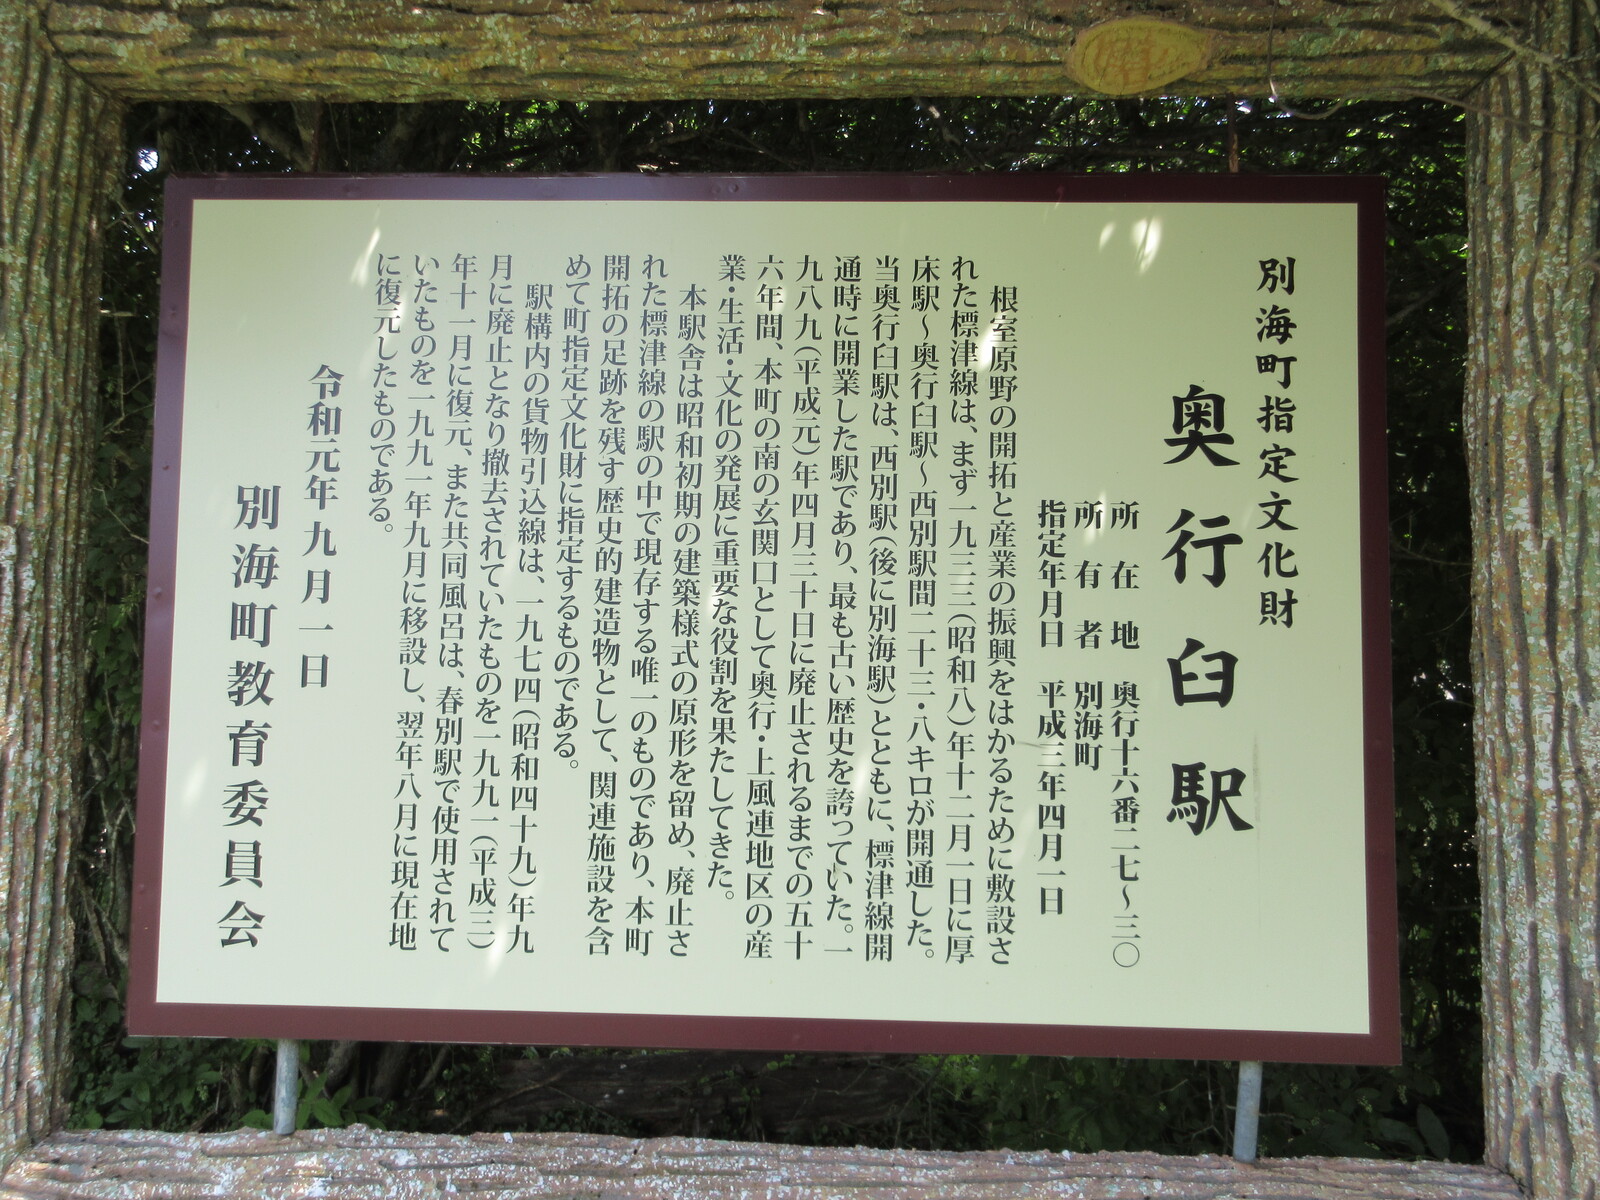 別海町指定文化財
奥行臼駅
所在地 奥行十六番二七～三〇
所有者 別海町
指定年月日 平成三年四月一日
根室原野の開拓と産業の振興をはかるために敷設さ
れた標津線は、まず一九三三(昭和八)年十二月一日に厚
床駅～奥行臼駅～西別駅間二十三・八キロが開通した。
当奥行臼駅は、西別駅(後に別海駅)とともに、標津線開
通時に開業した駅であり、最も古い歴史を誇っていた。一
九八九(平成元)年四月三十日に廃止されるまでの五十
六年間、本町の南の玄関口として奥行・上風連地区の産
業・生活・文化の発展に重要な役割を果たしてきた。
本駅舎は昭和初期の建築様式の原形を留め、廃止さ
れた標津線の駅の中で現存する唯一のものであり、本町
開拓の足跡を残す歴史的建造物として、関連施設を含
めて町指定文化財に指定するものである。
駅構内の貨物引込線は、一九七四(昭和四十九)年九
月に廃止となり撤去されていたものを一九九一(平成三)
年十一月に復元、また共同風呂は、春別駅で使用されて
いたものを一九九一年九月に移設し、翌年八月に現在地
に復元したものである。
令和元年九月一日
別海町教育委員会